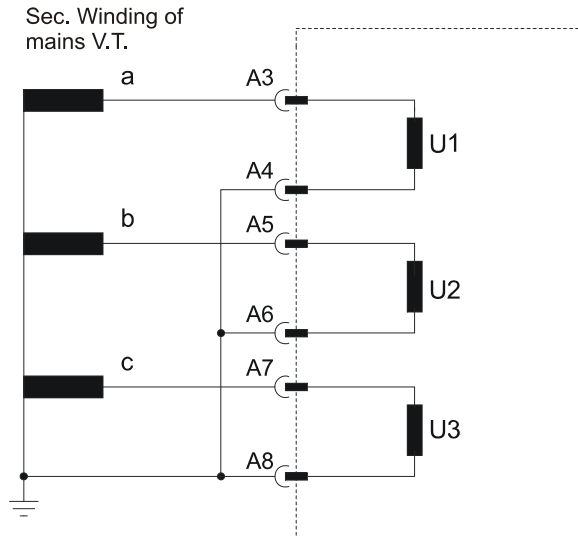 Sec. Winding of
mains V.T.
a
A3
U1
A4
b
A5
U2
A6
c
A7
U3
A8